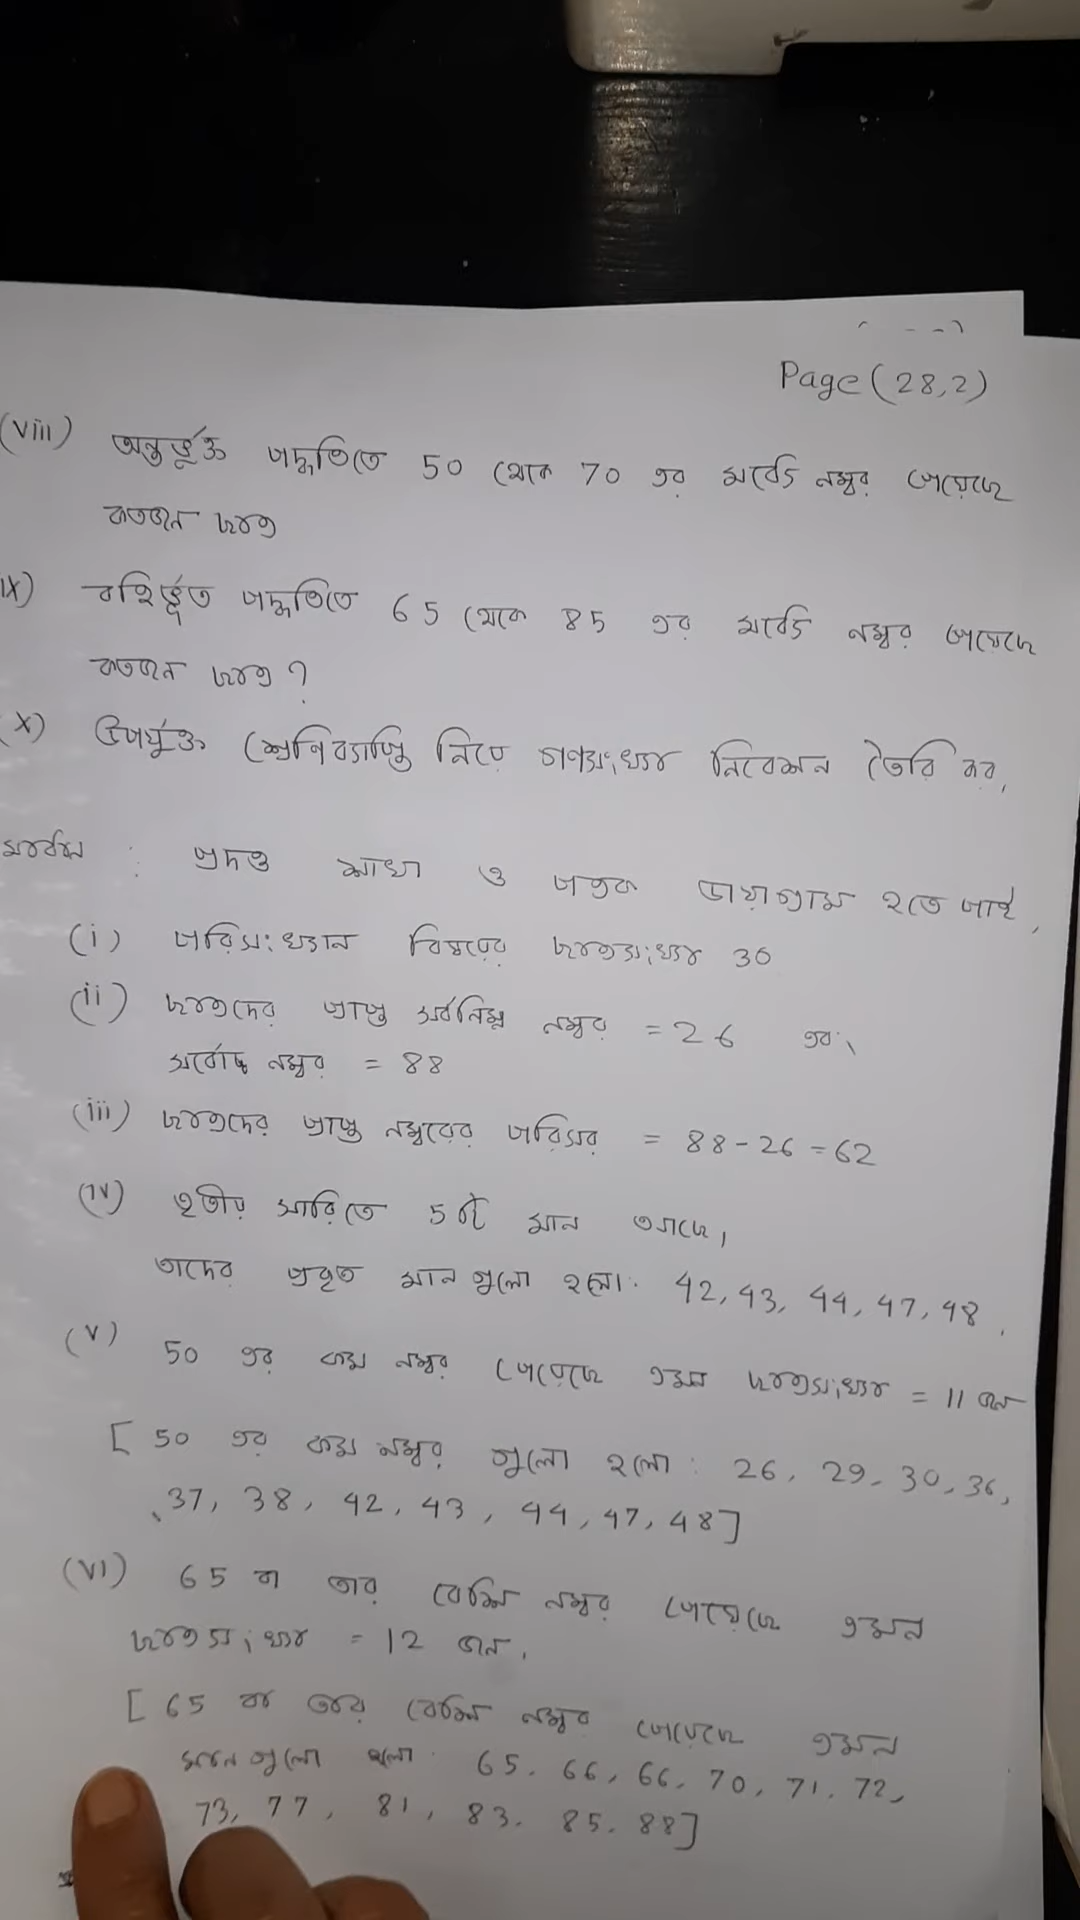 Page (28,2)
(viii) অন্তর্ভূক্ত পদ্ধতিতে 50 থেকে 70 এর মধ্যে নম্বর পেয়েছে
কতজন ছাত্র
ix) বহির্ভূত পদ্ধতিতে 65 থেকে 85 এর মধ্যে নম্বর পেয়েছে
কতজন ছাত্র ?
(x) উপর্যুক্ত শ্রেণিব্যাপ্তি নিয়ে গণসংখ্যা নিবেশন তৈরি কর,
সমাধান : প্রদত্ত শাখা ও পত্রক ডায়াগ্রাম হতে পাই,
(i) পরিসংখ্যান বিষয়ের ছাত্রসংখ্যা 30
(ii) ছাত্রদের প্রাপ্ত সর্বনিম্ন নম্বর = 26 এবং
সর্বোচ্চ নম্বর = 88
(iii) ছাত্রদের প্রাপ্ত নম্বরের পরিসর = 88 - 26 = 62
(iv) তৃতীয় সারিতে 5 টি মান আছে,
তাদের প্রকৃত মান গুলো হলো: 42, 43, 44, 47, 48.
(v) 50 এর কম নম্বর পেয়েছে এমন ছাত্রসংখ্যা = 11 জন
[ 50 এর কম নম্বর গুলো হলো: 26, 29, 30, 36,
37, 38, 42, 43, 44, 47, 48 ]
(vi) 65 বা তার বেশি নম্বর পেয়েছে এমন
ছাত্রসংখ্যা = 12 জন,
[ 65 বা তার বেশি নম্বর পেয়েছে এমন
মান গুলো হলো: 65, 66, 66, 70, 71, 72,
73, 77, 81, 83, 85, 88 ]